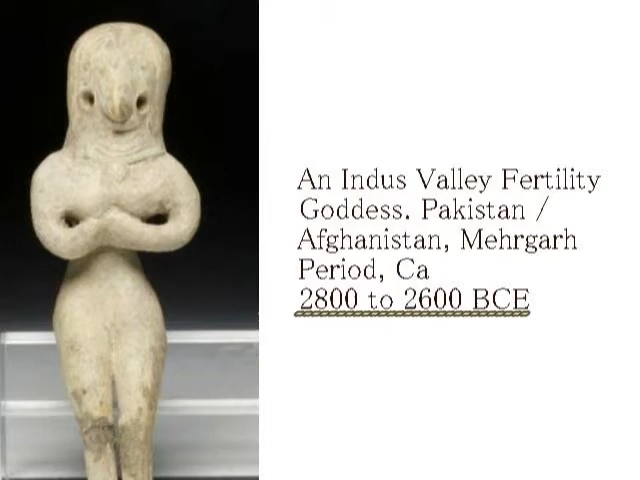 An Indus Valley Fertility
Goddess. Pakistan /
Afghanistan, Mehrgarh
Period, Ca
2800 to 2600 BCE